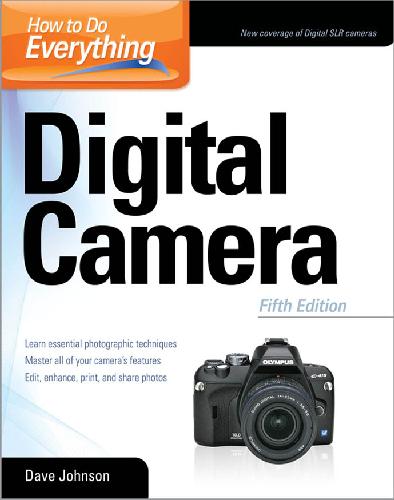 How to Do
Everything
New coverage of Digital SLR cameras
Digital
Camera
Fifth Edition
Learn essential photographic techniques
Master all of your camera's features
Edit, enhance, print, and share photos
OLYMPUS
Dave Johnson